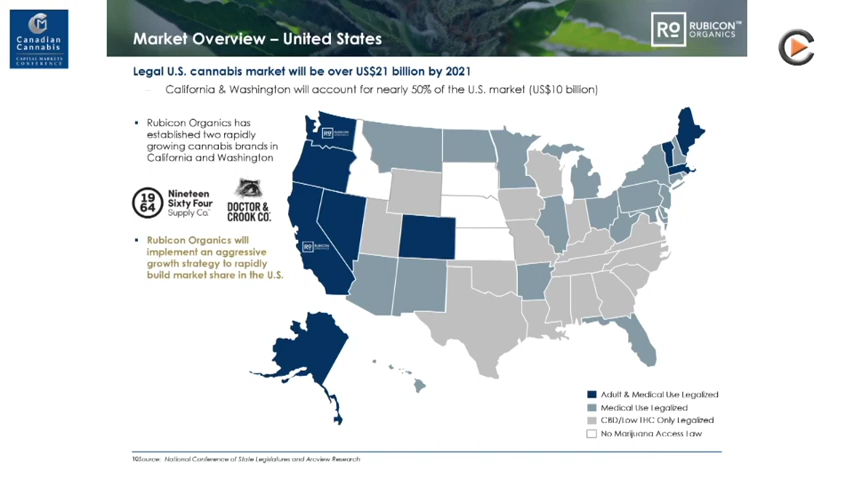 Canadian
Cannabis
CAPITAL MARKETS
CONFERENCE
Market Overview – United States
RO RUBICON™
ORGANICS
Legal U.S. cannabis market will be over US$21 billion by 2021
– California & Washington will account for nearly 50% of the U.S. market (US$10 billion)
▪ Rubicon Organics has
established two rapidly
growing cannabis brands in
California and Washington
19
64
Nineteen
Sixty Four
Supply Co.
DOCTOR &
CROOK CO.
▪ Rubicon Organics will
implement an aggressive
growth strategy to rapidly
build market share in the U.S.
RO RUBICON
RO RUBICON
Adult & Medical Use Legalized
Medical Use Legalized
CBD/Low THC Only Legalized
No Marijuana Access Law
10Source: National Conference of State Legislatures and Arcview Research